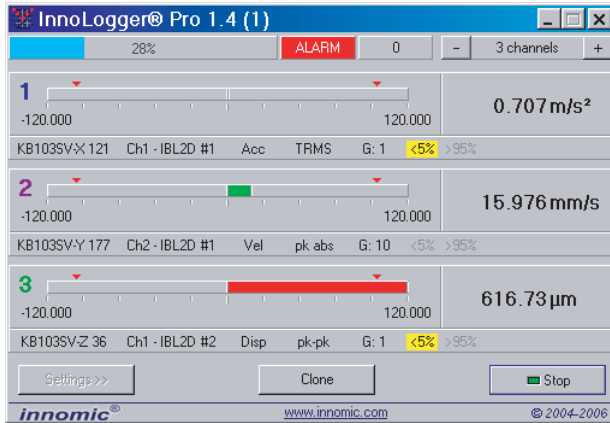 InnoLogger® Pro 1.4 (1)
28% ALARM 0 - 3 channels +
1
-120.000 120.000 0.707 m/s²
KB103SV-X 121 Ch1 - IBL2D #1 Acc TRMS G: 1 <5% >95%
2
-120.000 120.000 15.976 mm/s
KB103SV-Y 177 Ch2 - IBL2D #1 Vel pk abs G: 10 <5% >95%
3
-120.000 120.000 616.73 µm
KB103SV-Z 36 Ch1 - IBL2D #2 Disp pk-pk G: 1 <5% >95%
Settings >> Clone Stop
innomic® www.innomic.com © 2004-2006